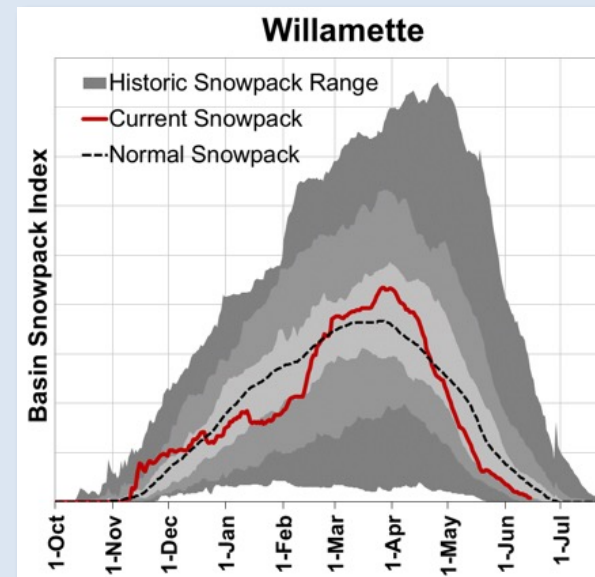 Willamette
Historic Snowpack Range
Current Snowpack
Normal Snowpack
Basin Snowpack Index
1-Oct
1-Nov
1-Dec
1-Jan
1-Feb
1-Mar
1-Apr
1-May
1-Jun
1-Jul